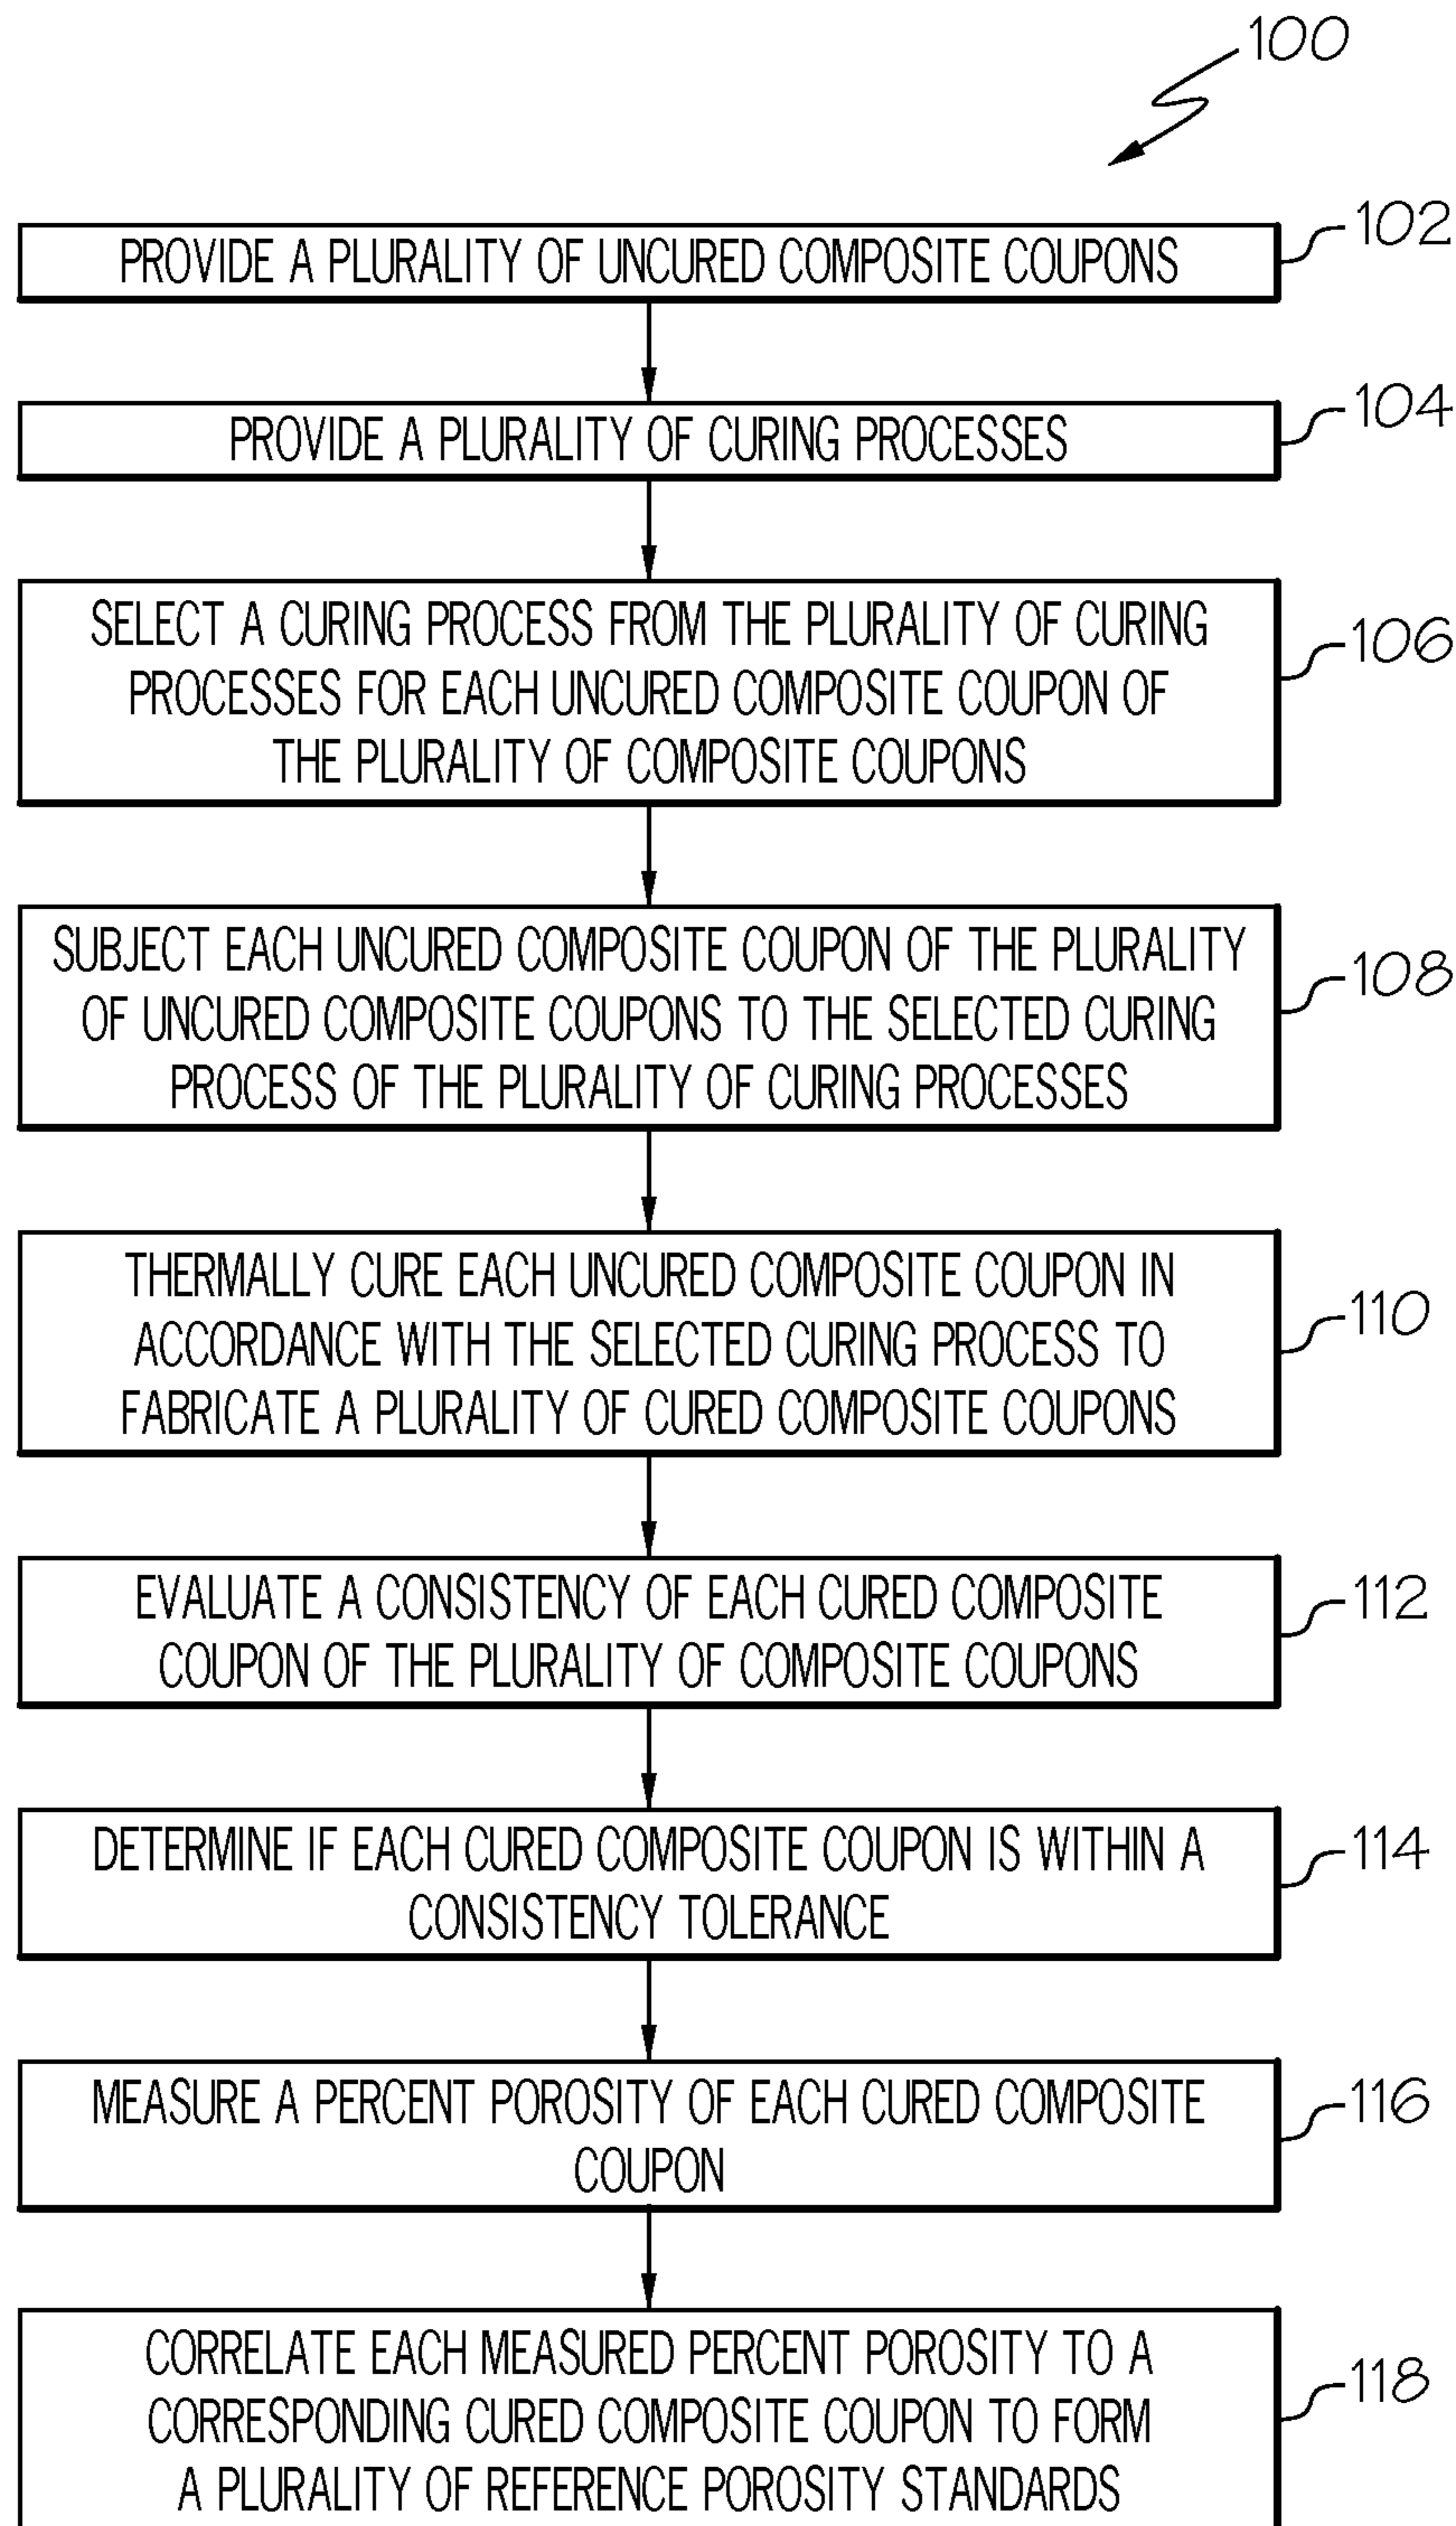 100
PROVIDE A PLURALITY OF UNCURED COMPOSITE COUPONS
102
PROVIDE A PLURALITY OF CURING PROCESSES
104
SELECT A CURING PROCESS FROM THE PLURALITY OF CURING
PROCESSES FOR EACH UNCURED COMPOSITE COUPON OF
THE PLURALITY OF COMPOSITE COUPONS
106
SUBJECT EACH UNCURED COMPOSITE COUPON OF THE PLURALITY
OF UNCURED COMPOSITE COUPONS TO THE SELECTED CURING
PROCESS OF THE PLURALITY OF CURING PROCESSES
108
THERMALLY CURE EACH UNCURED COMPOSITE COUPON IN
ACCORDANCE WITH THE SELECTED CURING PROCESS TO
FABRICATE A PLURALITY OF CURED COMPOSITE COUPONS
110
EVALUATE A CONSISTENCY OF EACH CURED COMPOSITE
COUPON OF THE PLURALITY OF COMPOSITE COUPONS
112
DETERMINE IF EACH CURED COMPOSITE COUPON IS WITHIN A
CONSISTENCY TOLERANCE
114
MEASURE A PERCENT POROSITY OF EACH CURED COMPOSITE
COUPON
116
CORRELATE EACH MEASURED PERCENT POROSITY TO A
CORRESPONDING CURED COMPOSITE COUPON TO FORM
A PLURALITY OF REFERENCE POROSITY STANDARDS
118